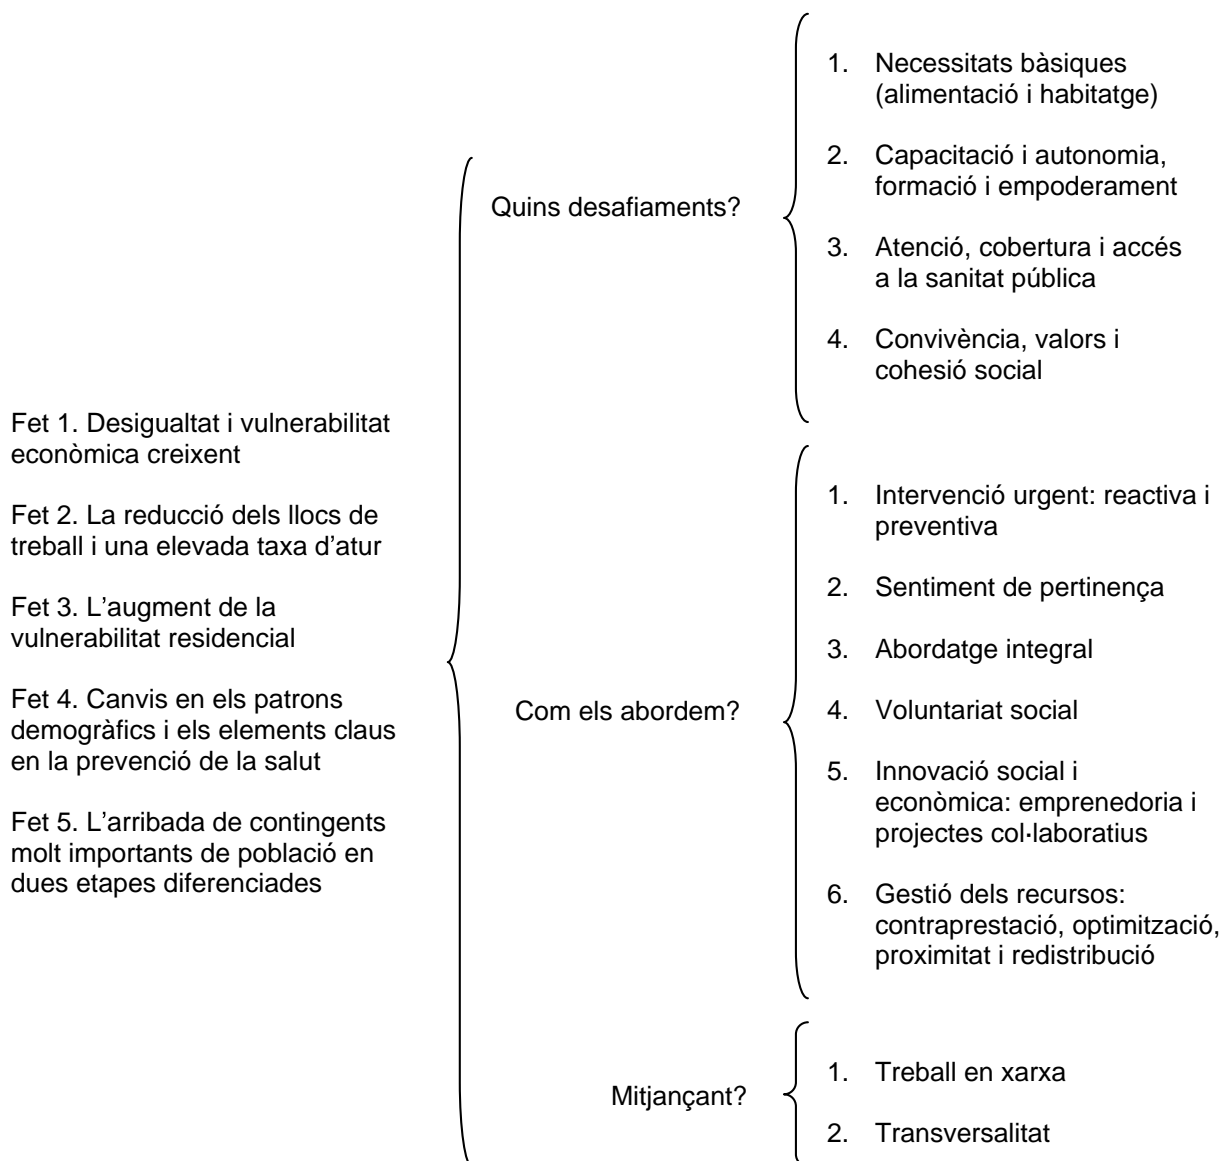 Fet 1. Desigualtat i vulnerabilitat
econòmica creixent
Fet 2. La reducció dels llocs de
treball i una elevada taxa d’atur
Fet 3. L’augment de la
vulnerabilitat residencial
Fet 4. Canvis en els patrons
demogràfics i els elements claus
en la prevenció de la salut
Fet 5. L’arribada de contingents
molt importants de població en
dues etapes diferenciades
Quins desafiaments?
1. Necessitats bàsiques
(alimentació i habitatge)
2. Capacitació i autonomia,
formació i empoderament
3. Atenció, cobertura i accés
a la sanitat pública
4. Convivència, valors i
cohesió social
Com els abordem?
1. Intervenció urgent: reactiva i
preventiva
2. Sentiment de pertinença
3. Abordatge integral
4. Voluntariat social
5. Innovació social i
econòmica: emprenedoria i
projectes col·laboratius
6. Gestió dels recursos:
contraprestació, optimització,
proximitat i redistribució
Mitjançant?
1. Treball en xarxa
2. Transversalitat